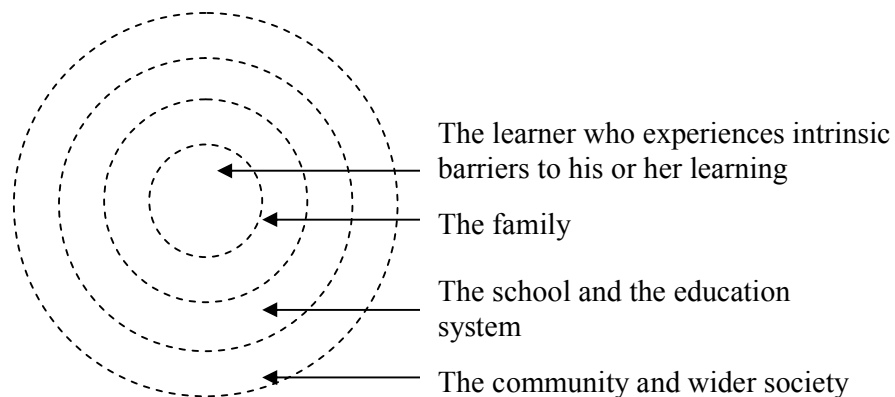 The learner who experiences intrinsic
barriers to his or her learning
The family
The school and the education
system
The community and wider society